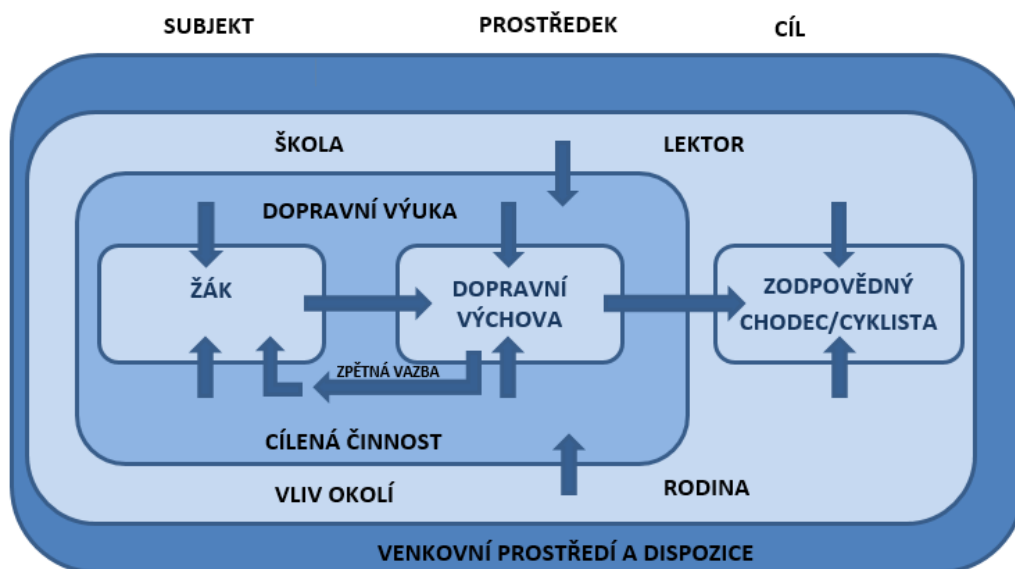 SUBJEKT
PROSTŘEDEK
CÍL
ŠKOLA
LEKTOR
DOPRAVNÍ VÝUKA
ŽÁK
DOPRAVNÍ
VÝCHOVA
ZODPOVĚDNÝ
CHODEC/CYKLISTA
ZPĚTNÁ VAZBA
CÍLENÁ ČINNOST
VLIV OKOLÍ
RODINA
VENKOVNÍ PROSTŘEDÍ A DISPOZICE